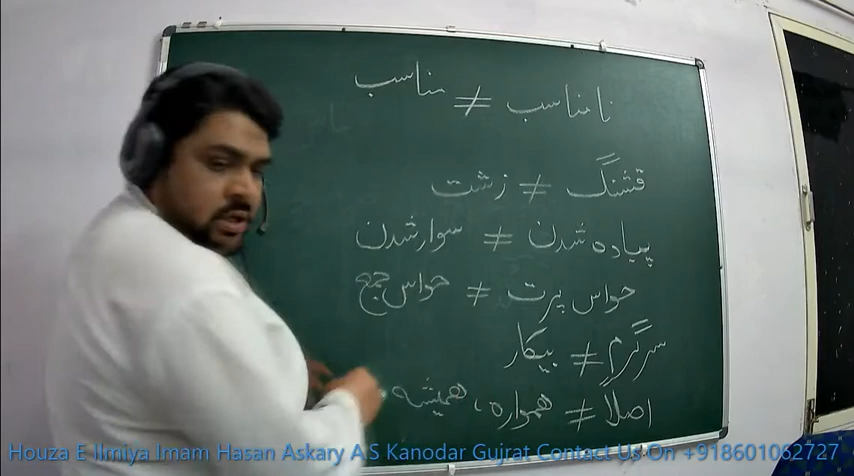 نامناسب ≠ مناسب
قشنگ ≠ زشت
پیاده شدن ≠ سوار شدن
حواس پرت ≠ حواس جمع
سرگرم ≠ بیکار
اصلاً ≠ همواره، همیشه
Houza E Ilmiya Imam Hasan Askary A S Kanodar Gujrat Contact Us On +918601062727